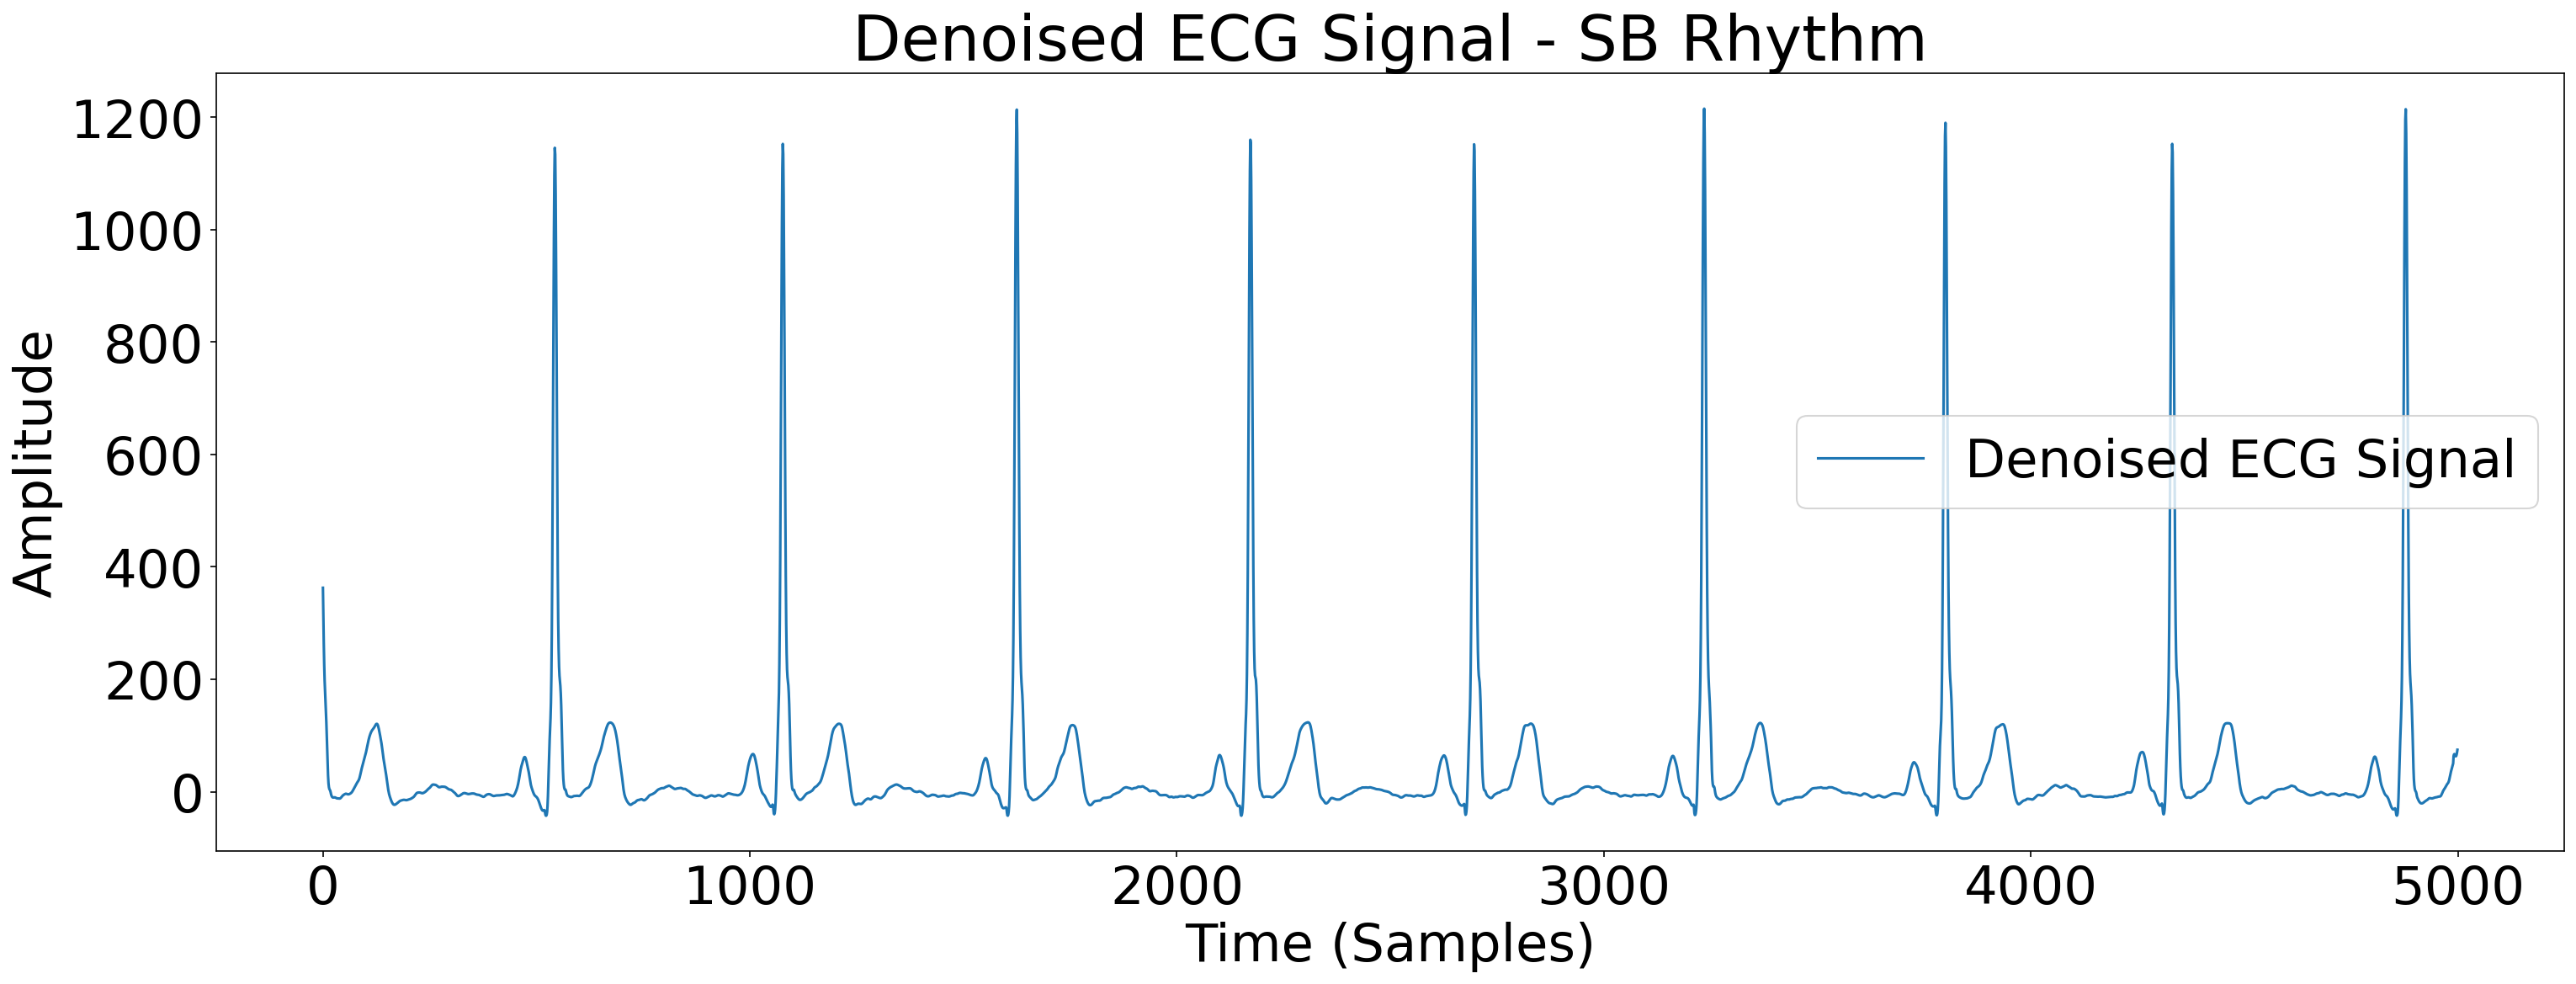 Denoised ECG Signal - SB Rhythm
1200
1000
800
600
400
200
0
Amplitude
Denoised ECG Signal
0 1000 2000 3000 4000 5000
Time (Samples)